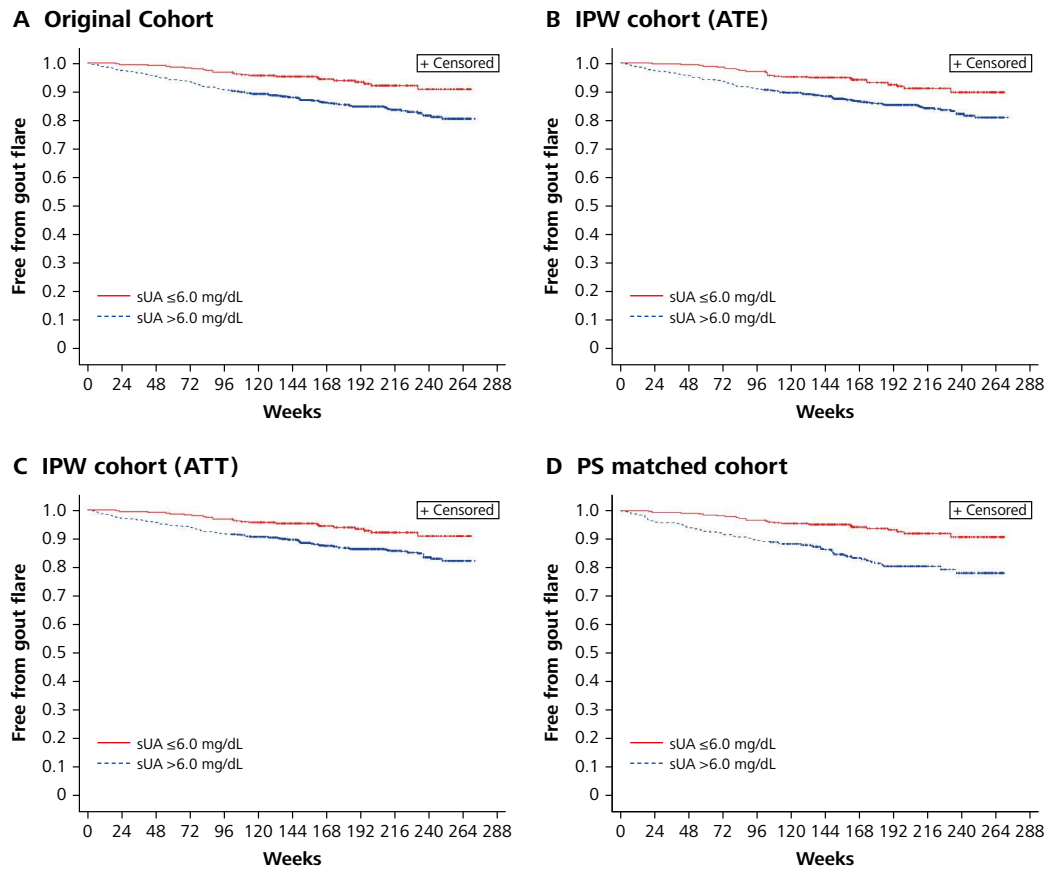 A Original Cohort
1.0
0.9
0.8
0.7
0.6
0.5
0.4
0.3
0.2
0.1
0
Free from gout flare
+ Censored
sUA ≤6.0 mg/dL
sUA >6.0 mg/dL
0 24 48 72 96 120 144 168 192 216 240 264 288
Weeks
B IPW cohort (ATE)
1.0
0.9
0.8
0.7
0.6
0.5
0.4
0.3
0.2
0.1
0
Free from gout flare
+ Censored
sUA ≤6.0 mg/dL
sUA >6.0 mg/dL
0 24 48 72 96 120 144 168 192 216 240 264 288
Weeks
C IPW cohort (ATT)
1.0
0.9
0.8
0.7
0.6
0.5
0.4
0.3
0.2
0.1
0
Free from gout flare
+ Censored
sUA ≤6.0 mg/dL
sUA >6.0 mg/dL
0 24 48 72 96 120 144 168 192 216 240 264 288
Weeks
D PS matched cohort
1.0
0.9
0.8
0.7
0.6
0.5
0.4
0.3
0.2
0.1
0
Free from gout flare
+ Censored
sUA ≤6.0 mg/dL
sUA >6.0 mg/dL
0 24 48 72 96 120 144 168 192 216 240 264 288
Weeks